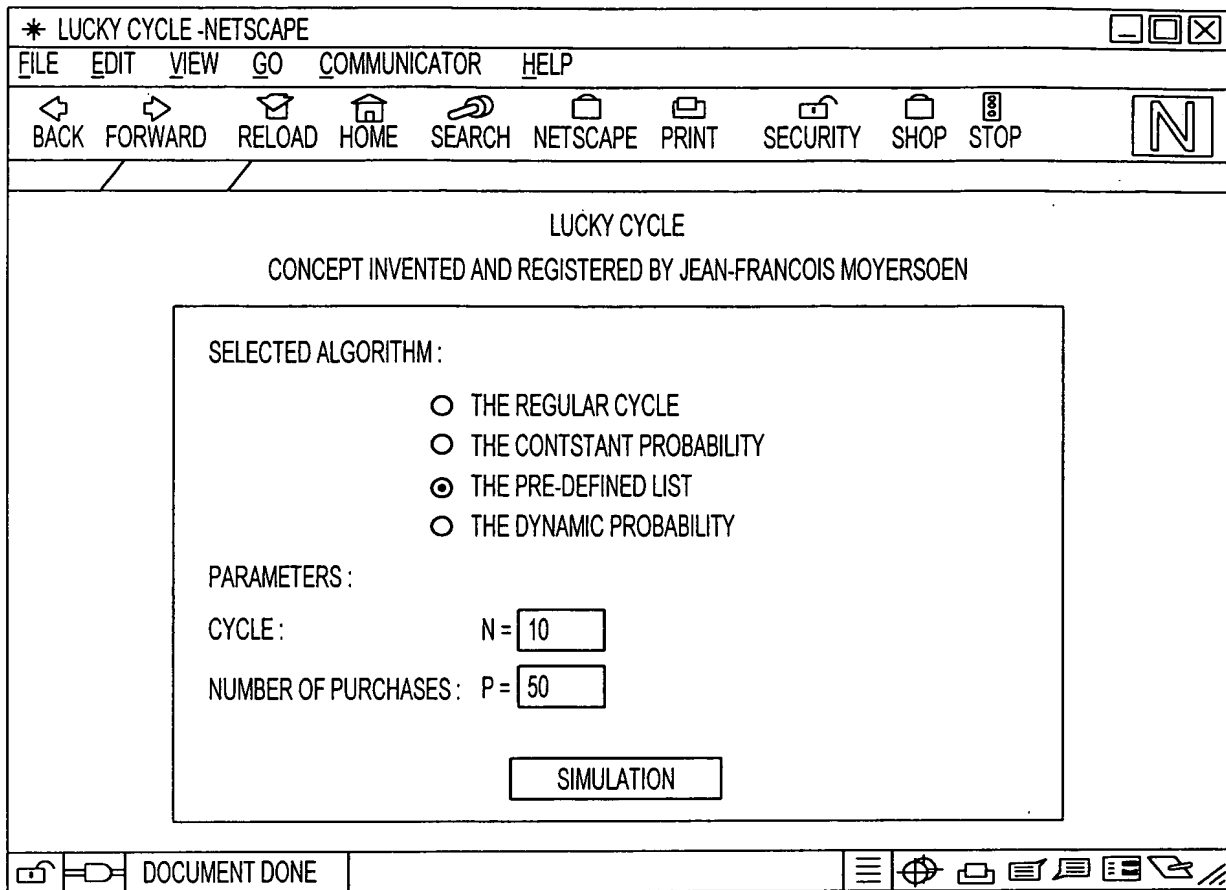 LUCKY CYCLE -NETSCAPE
FILE EDIT VIEW GO COMMUNICATOR HELP
BACK FORWARD RELOAD HOME SEARCH NETSCAPE PRINT SECURITY SHOP STOP
N
LUCKY CYCLE
CONCEPT INVENTED AND REGISTERED BY JEAN-FRANCOIS MOYERSOEN
SELECTED ALGORITHM :
THE REGULAR CYCLE
THE CONTSTANT PROBABILITY
THE PRE-DEFINED LIST
THE DYNAMIC PROBABILITY
PARAMETERS :
CYCLE : N = 10
NUMBER OF PURCHASES : P = 50
SIMULATION
DOCUMENT DONE